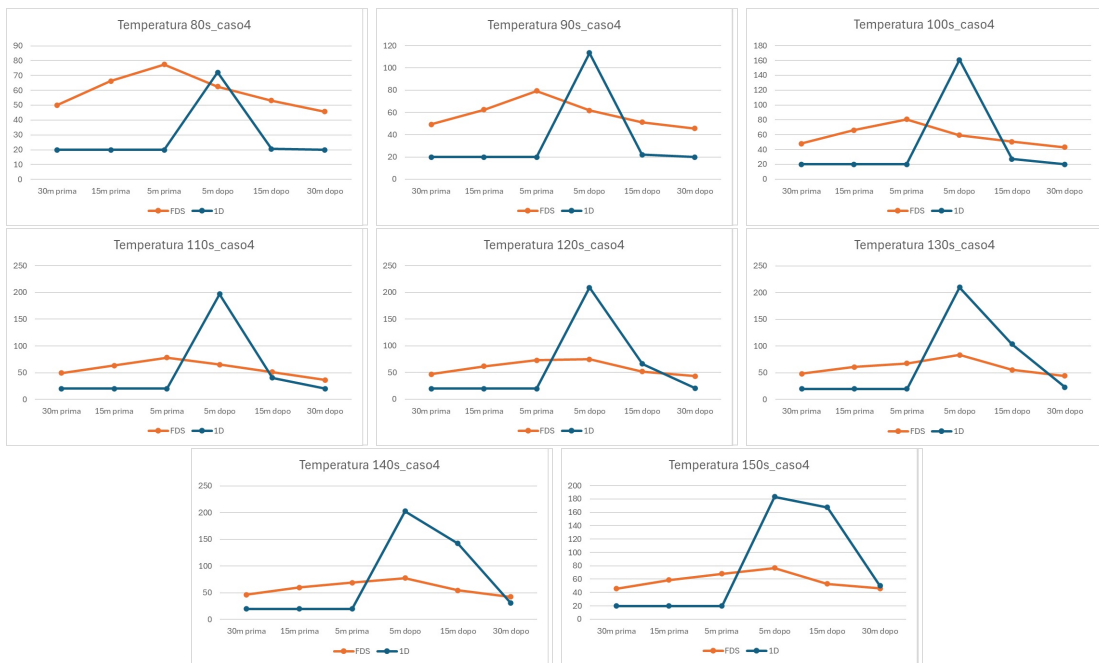 Temperatura 80s_caso4
90
80
70
60
50
40
30
20
10
0
30m prima 15m prima 5m prima 5m dopo 15m dopo 30m dopo
FDS 1D
Temperatura 90s_caso4
120
100
80
60
40
20
0
30m prima 15m prima 5m prima 5m dopo 15m dopo 30m dopo
FDS 1D
Temperatura 100s_caso4
180
160
140
120
100
80
60
40
20
0
30m prima 15m prima 5m prima 5m dopo 15m dopo 30m dopo
FDS 1D
Temperatura 110s_caso4
250
200
150
100
50
0
30m prima 15m prima 5m prima 5m dopo 15m dopo 30m dopo
FDS 1D
Temperatura 120s_caso4
250
200
150
100
50
0
30m prima 15m prima 5m prima 5m dopo 15m dopo 30m dopo
FDS 1D
Temperatura 130s_caso4
250
200
150
100
50
0
30m prima 15m prima 5m prima 5m dopo 15m dopo 30m dopo
FDS 1D
Temperatura 140s_caso4
250
200
150
100
50
0
30m prima 15m prima 5m prima 5m dopo 15m dopo 30m dopo
FDS 1D
Temperatura 150s_caso4
200
180
160
140
120
100
80
60
40
20
0
30m prima 15m prima 5m prima 5m dopo 15m dopo 30m dopo
FDS 1D